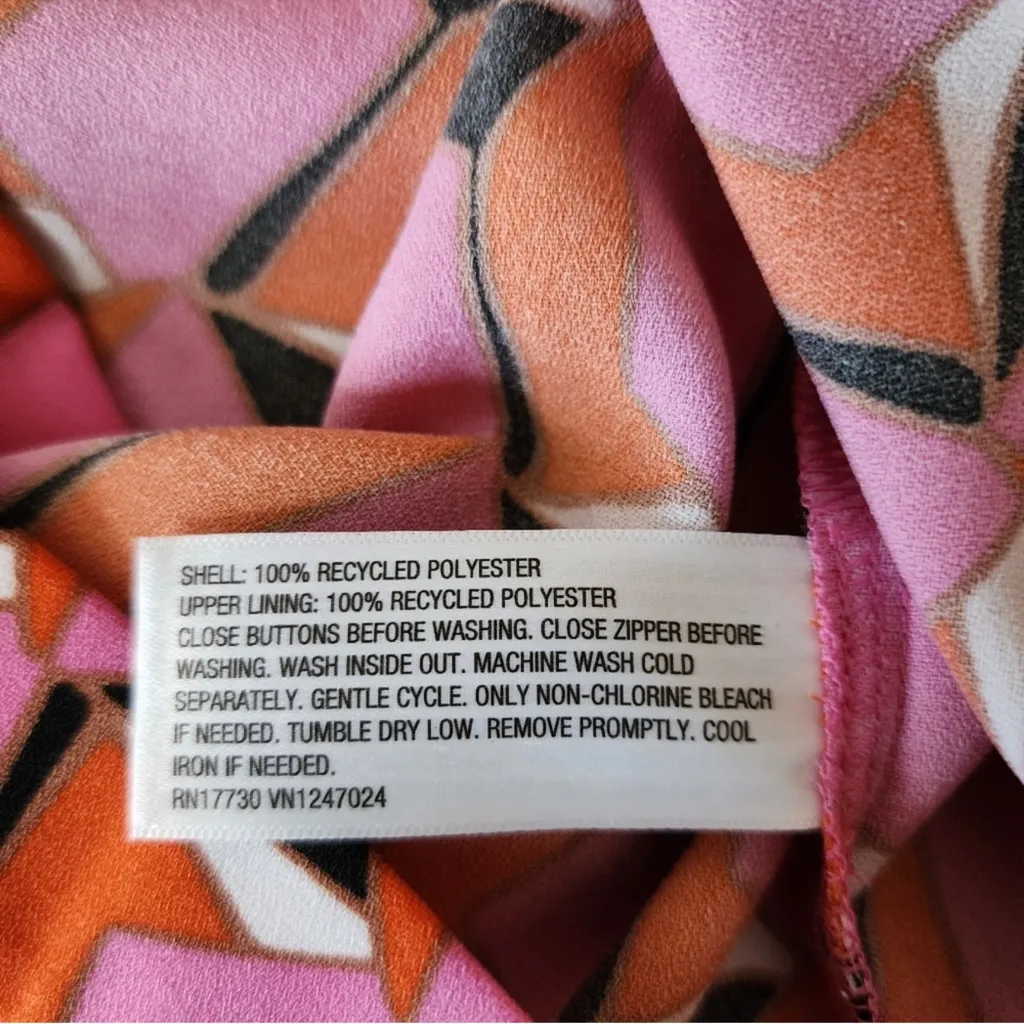 SHELL: 100% RECYCLED POLYESTER
UPPER LINING: 100% RECYCLED POLYESTER
CLOSE BUTTONS BEFORE WASHING. CLOSE ZIPPER BEFORE
WASHING. WASH INSIDE OUT. MACHINE WASH COLD
SEPARATELY. GENTLE CYCLE. ONLY NON-CHLORINE BLEACH
IF NEEDED. TUMBLE DRY LOW. REMOVE PROMPTLY. COOL
IRON IF NEEDED.
RN17730 VN1247024